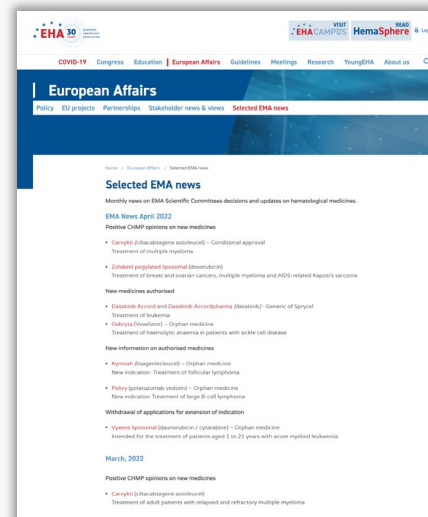 EHA 30
VISIT
EHACAMPUS
READ
HemaSphere
Log
COVID-19 Congress Education European Affairs Guidelines Meetings Research YoungEHA About us
European Affairs
Policy EU projects Partnerships Stakeholder news & views Selected EMA news
Home / European Affairs / Selected EMA news
Selected EMA news
Monthly news on EMA Scientific Committees decisions and updates on hematological medicines.
EMA News April 2022
Positive CHMP opinions on new medicines
• Carvykti (ciltacabtagene autoleucel) – Conditional approval
Treatment of multiple myeloma
• Zolsketil pegylated liposomal (doxorubicin)
Treatment of breast and ovarian cancers, multiple myeloma and AIDS-related Kaposi's sarcoma
New medicines authorised
• Dasatinib Accord and Dasatinib Accordpharma (dasatinib) - Generic of Sprycel
Treatment of leukemia
• Oxbryta (Voxelotor) – Orphan medicine
Treatment of haemolytic anaemia in patients with sickle cell disease
New information on authorised medicines
• Kymriah (tisagenlecleucel) – Orphan medicine
New indication: Treatment of follicular lymphoma
• Polivy (polatuzumab vedotin) – Orphan medicine
New indication Treatment of large B-cell lymphoma
Withdrawal of applications for extension of indication
• Vyxeos liposomal (daunorubicin / cytarabine) – Orphan medicine
Intended for the treatment of patients aged 1 to 21 years with acute myeloid leukaemia
March, 2022
Positive CHMP opinions on new medicines
• Carvykti (ciltacabtagene autoleucel)
Treatment of adult patients with relapsed and refractory multiple myeloma